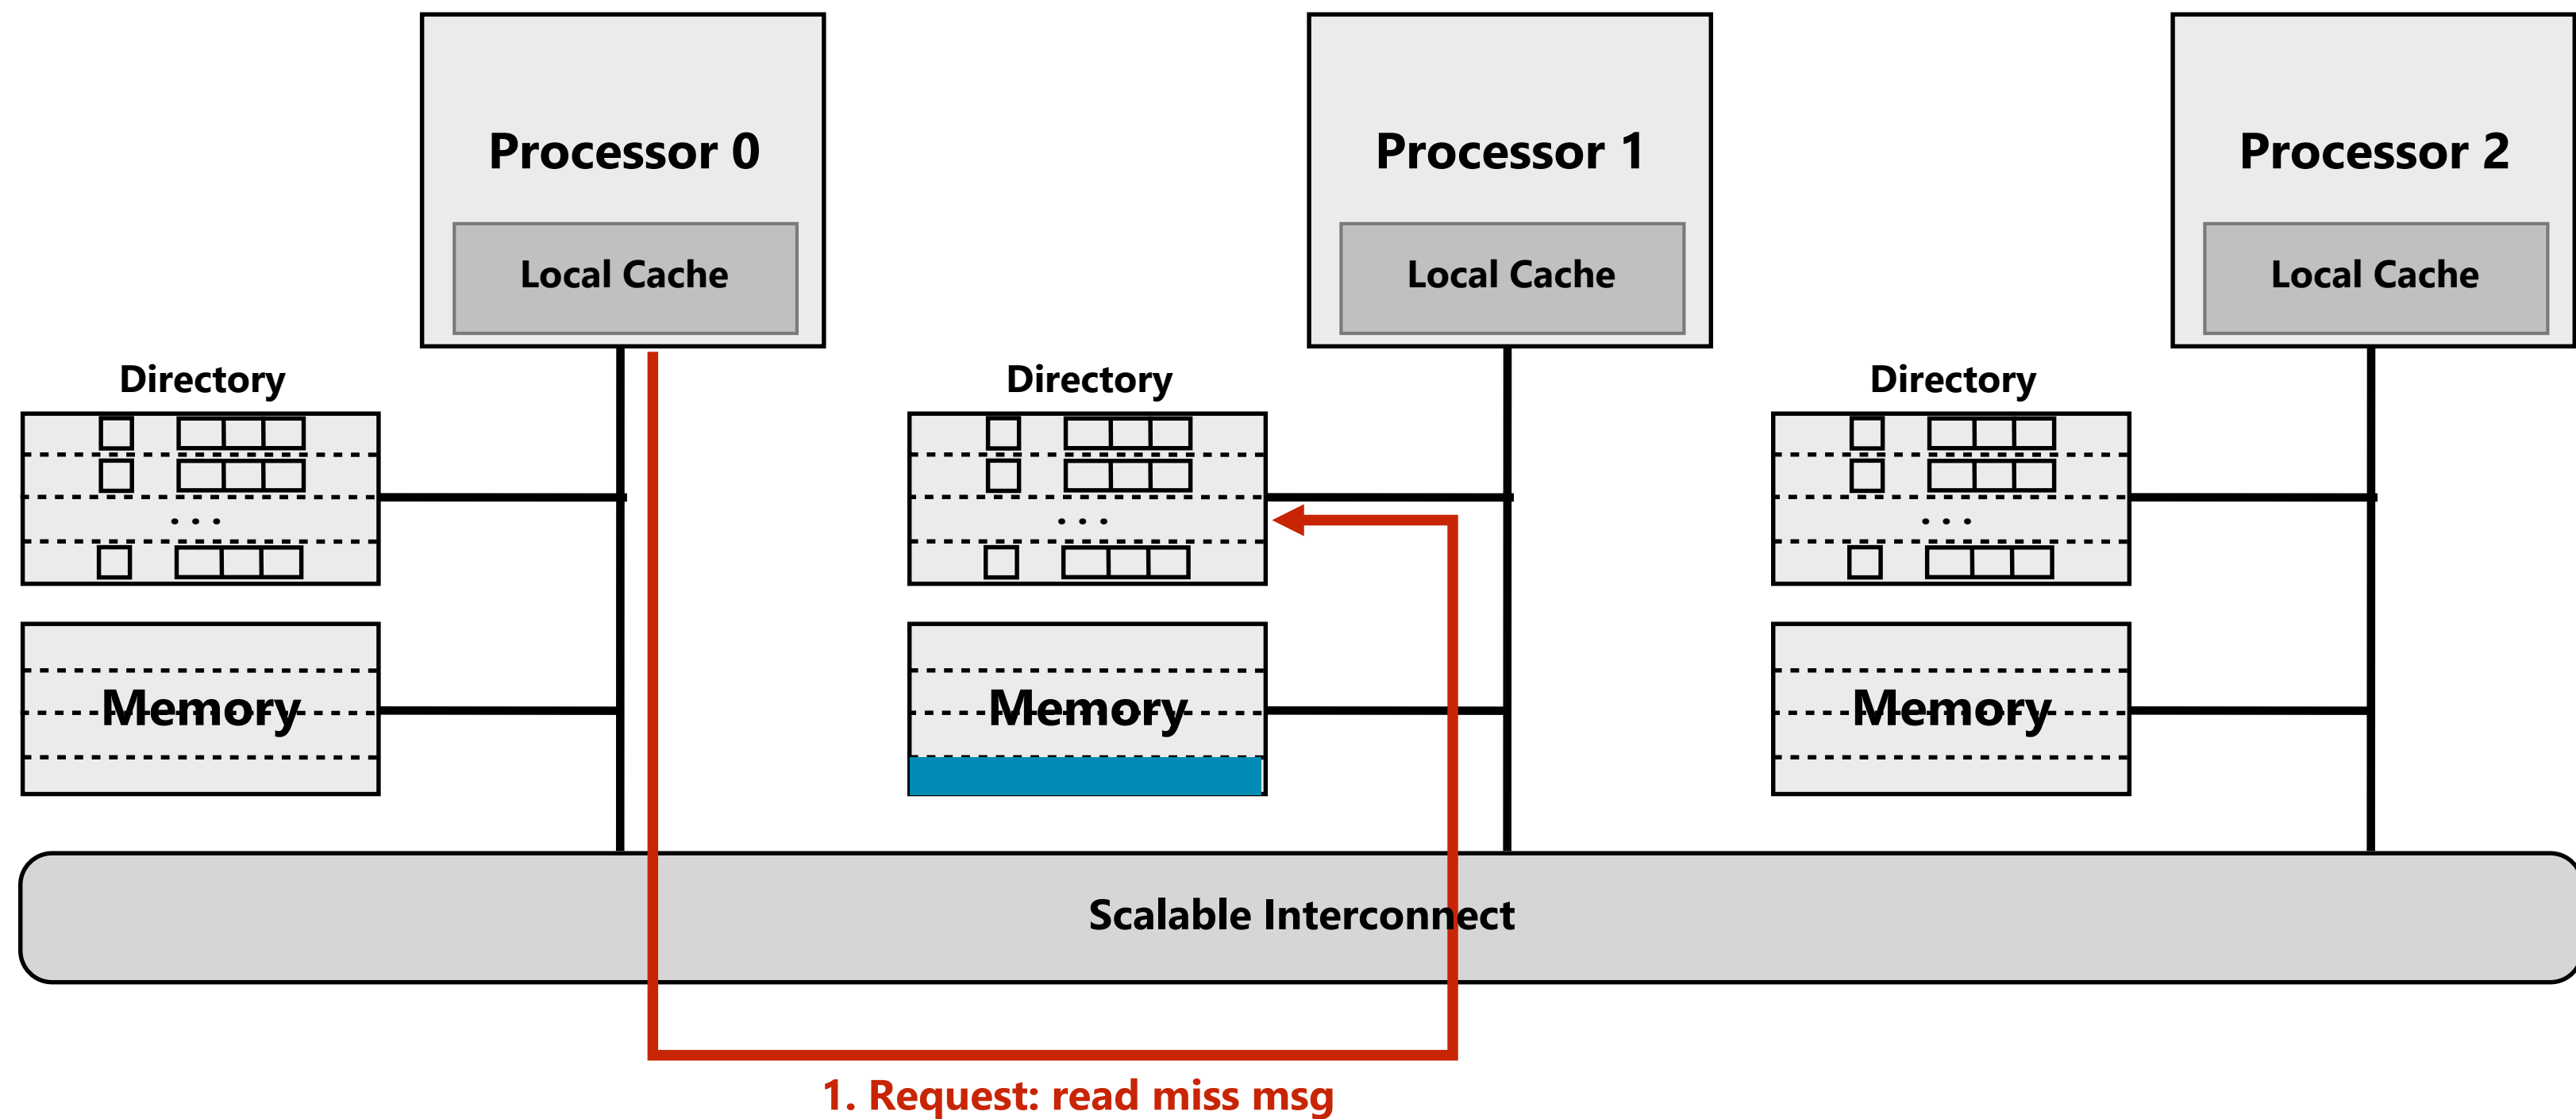 Processor 0
Processor 1
Processor 2
Local Cache
Local Cache
Local Cache
Directory
Directory
Directory
. . .
. . .
. . .
Memory
Memory
Memory
Scalable Interconnect
1. Request: read miss msg